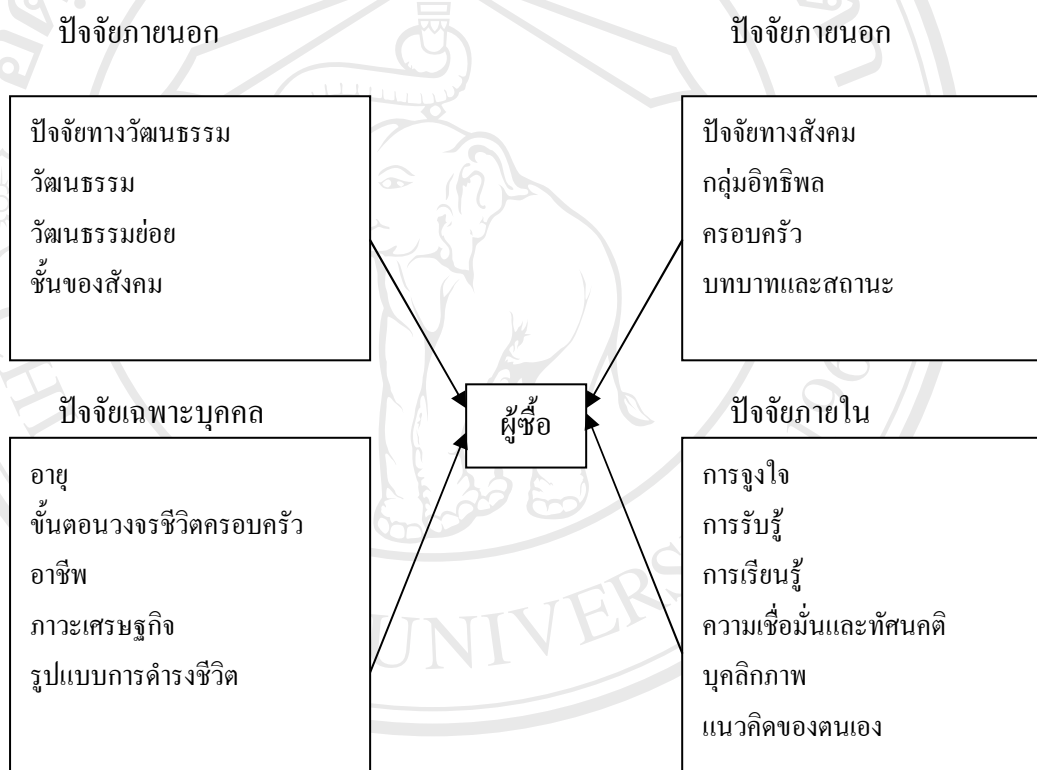 ปัจจัยภายนอก
ปัจจัยทางวัฒนธรรม
วัฒนธรรม
วัฒนธรรมย่อย
ชั้นของสังคม
ปัจจัยภายนอก
ปัจจัยทางสังคม
กลุ่มอิทธิพล
ครอบครัว
บทบาทและสถานะ
ผู้ซื้อ
ปัจจัยเฉพาะบุคคล
อายุ
ขั้นตอนวงจรชีวิตครอบครัว
อาชีพ
ภาวะเศรษฐกิจ
รูปแบบการดำรงชีวิต
ปัจจัยภายใน
การจูงใจ
การรับรู้
การเรียนรู้
ความเชื่อมั่นและทัศนคติ
บุคลิกภาพ
แนวคิดของตนเอง